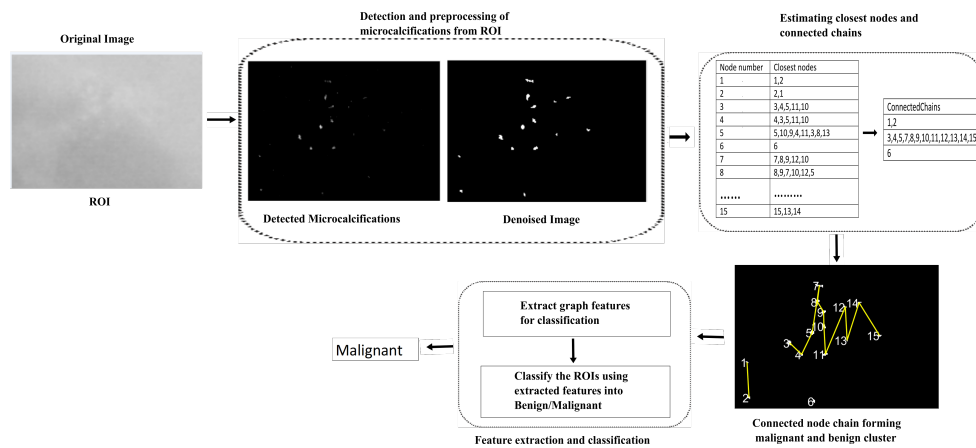 Original Image
ROI
Detection and preprocessing of
microcalcifications from ROI
Detected Microcalcifications
Denoised Image
Estimating closest nodes and
connected chains
Node number Closest nodes
1 1,2
2 2,1
3 3,4,5,11,10
4 4,3,5,11,10
5 5,10,9,4,11,3,8,13
6 6
7 7,8,9,12,10
8 8,9,7,10,12,5
...... .........
15 15,13,14
ConnectedChains
1,2
3,4,5,7,8,9,10,11,12,13,14,15
6
7
8
9
10
5
3
4
11
12
13
14
15
1
2
6
Connected node chain forming
malignant and benign cluster
Extract graph features
for classification
Classify the ROIs using
extracted features into
Benign/Malignant
Feature extraction and classification
Malignant